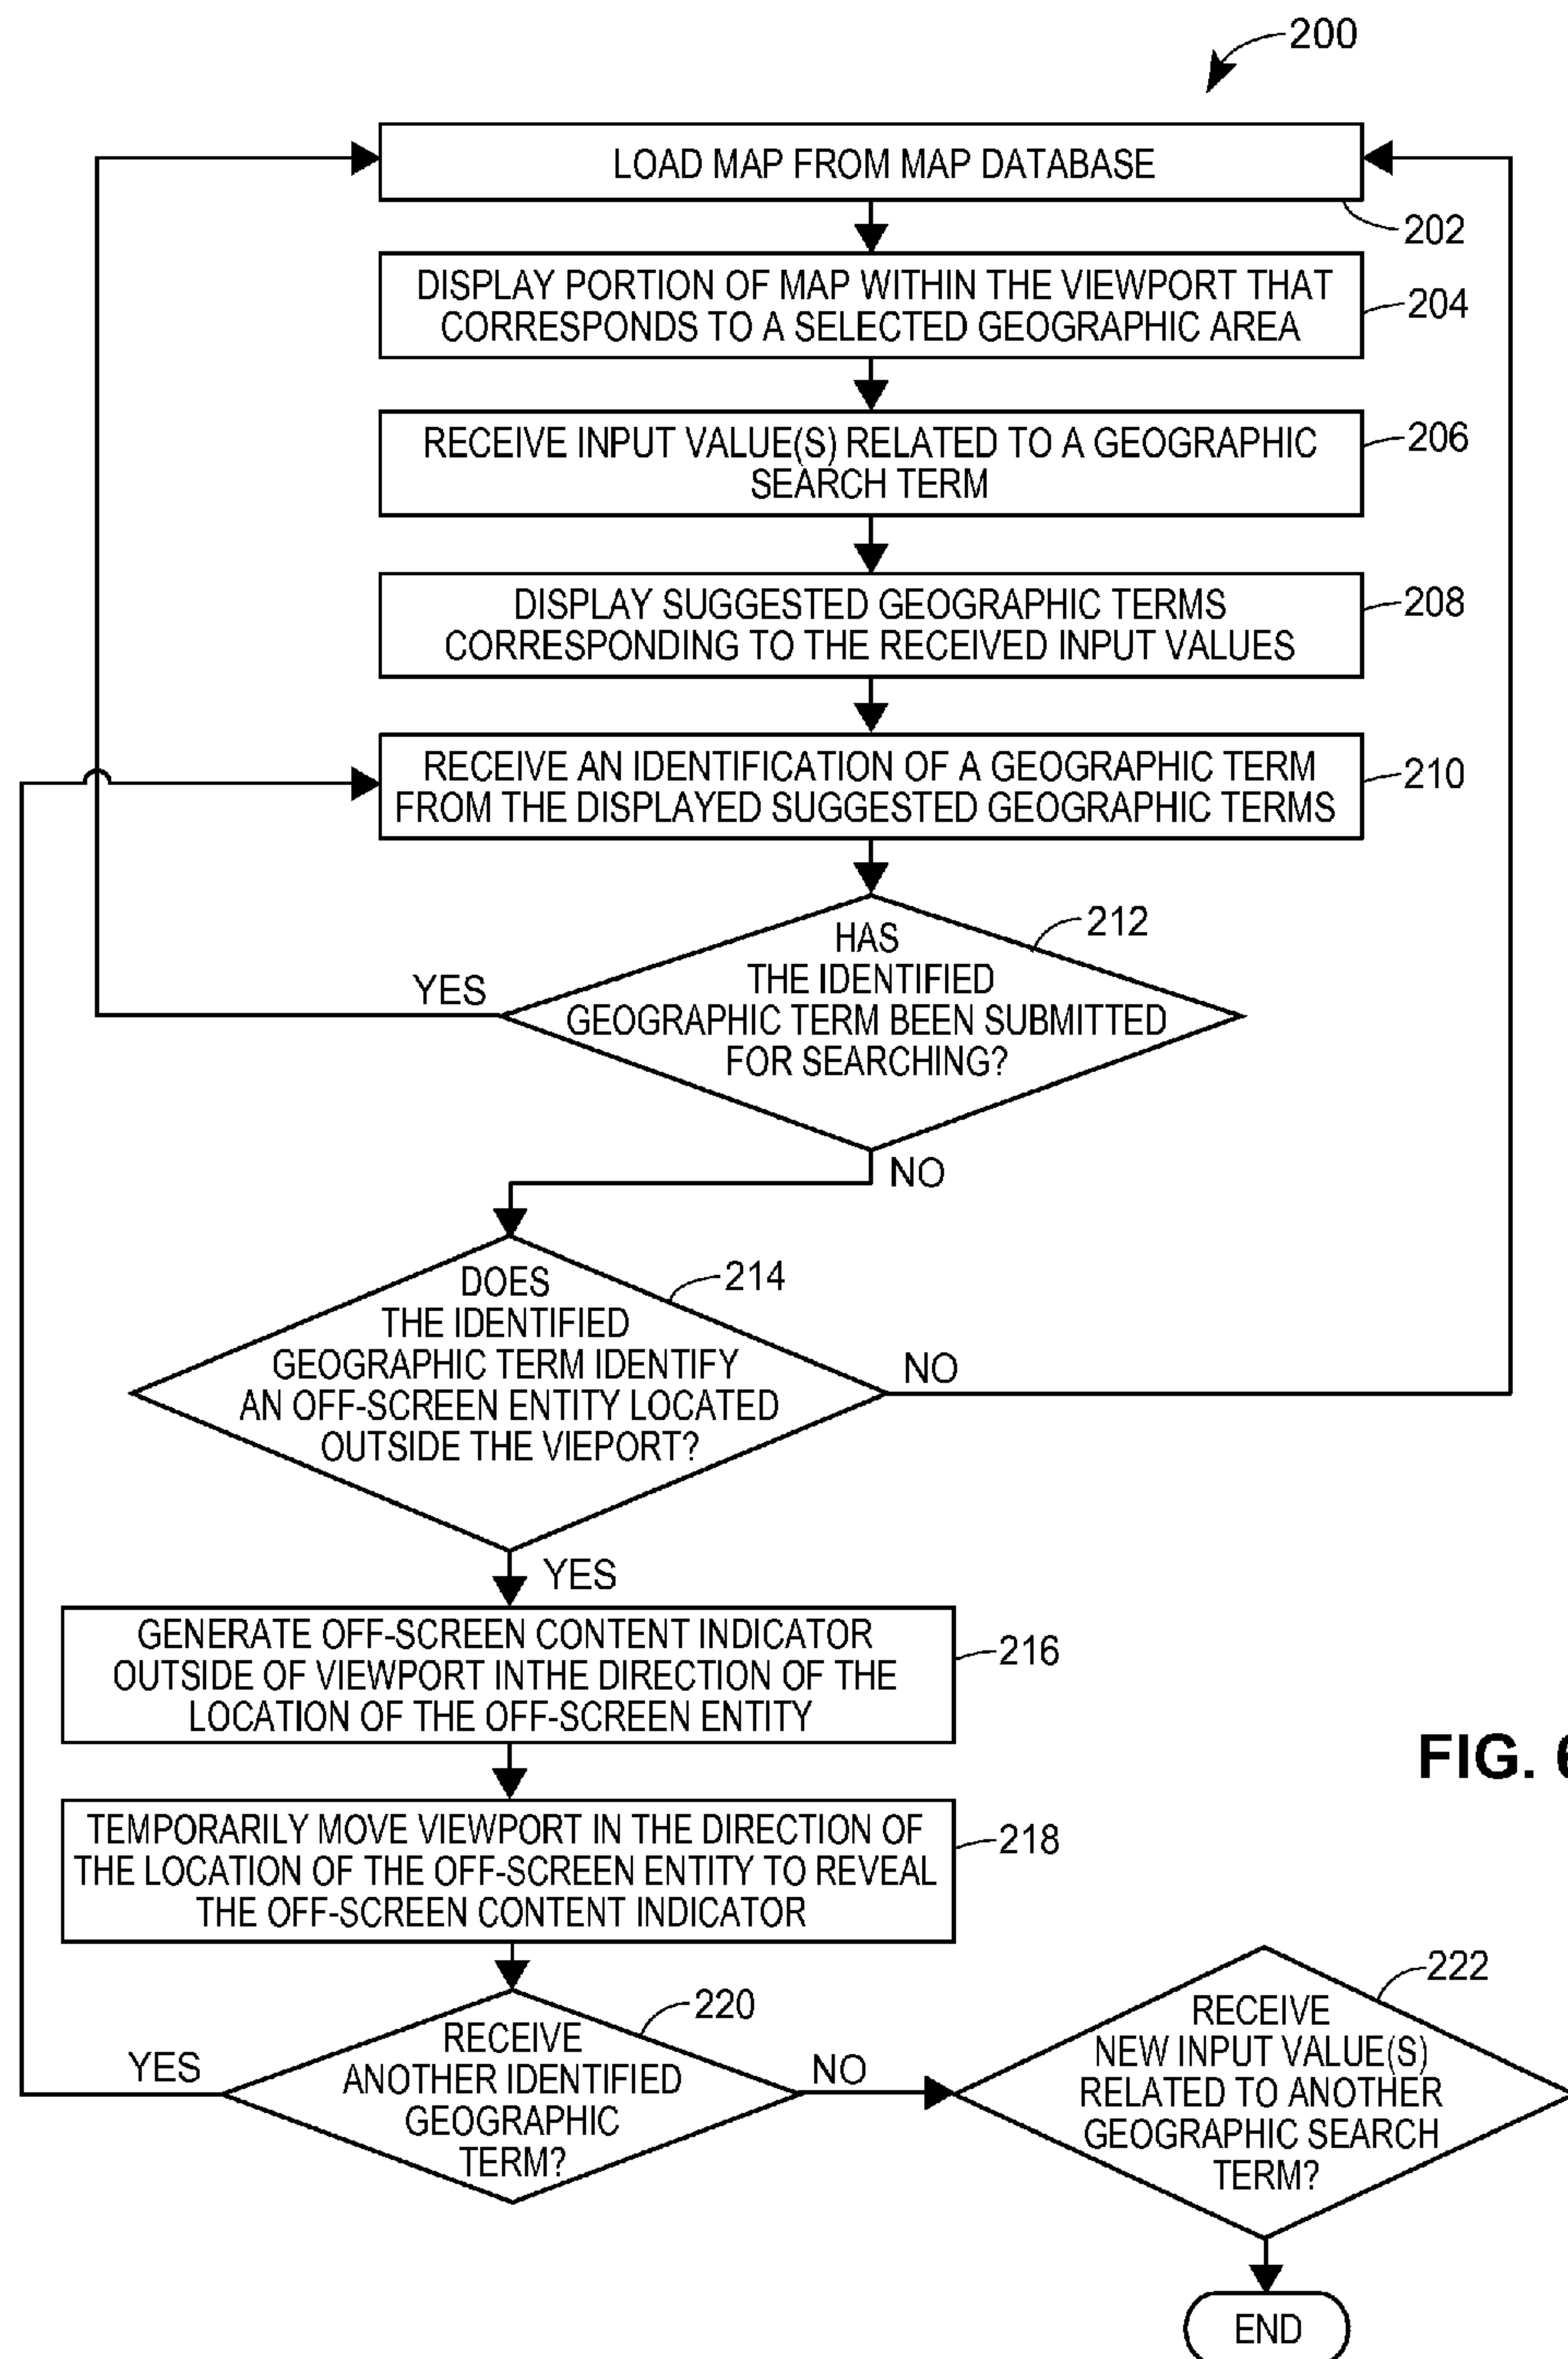 200
LOAD MAP FROM MAP DATABASE
202
DISPLAY PORTION OF MAP WITHIN THE VIEWPORT THAT
CORRESPONDS TO A SELECTED GEOGRAPHIC AREA
204
RECEIVE INPUT VALUE(S) RELATED TO A GEOGRAPHIC
SEARCH TERM
206
DISPLAY SUGGESTED GEOGRAPHIC TERMS
CORRESPONDING TO THE RECEIVED INPUT VALUES
208
RECEIVE AN IDENTIFICATION OF A GEOGRAPHIC TERM
FROM THE DISPLAYED SUGGESTED GEOGRAPHIC TERMS
210
HAS
THE IDENTIFIED
GEOGRAPHIC TERM BEEN SUBMITTED
FOR SEARCHING?
212
YES
NO
DOES
THE IDENTIFIED
GEOGRAPHIC TERM IDENTIFY
AN OFF-SCREEN ENTITY LOCATED
OUTSIDE THE VIEPORT?
214
NO
YES
GENERATE OFF-SCREEN CONTENT INDICATOR
OUTSIDE OF VIEWPORT INTHE DIRECTION OF THE
LOCATION OF THE OFF-SCREEN ENTITY
216
FIG. 6
TEMPORARILY MOVE VIEWPORT IN THE DIRECTION OF
THE LOCATION OF THE OFF-SCREEN ENTITY TO REVEAL
THE OFF-SCREEN CONTENT INDICATOR
218
RECEIVE
ANOTHER IDENTIFIED
GEOGRAPHIC
TERM?
220
YES
NO
RECEIVE
NEW INPUT VALUE(S)
RELATED TO ANOTHER
GEOGRAPHIC SEARCH
TERM?
222
END